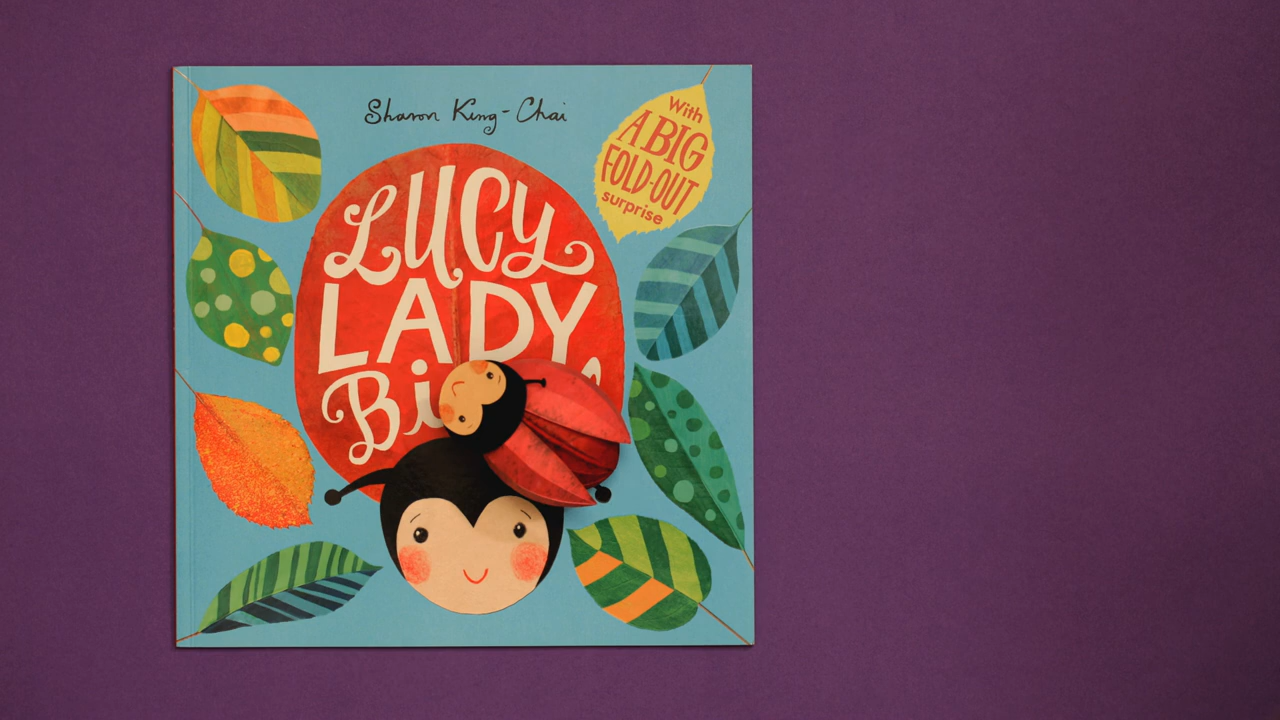 Sharon King-Chai
With
A BIG
FOLD-OUT
surprise
LUCY
LADY
Bi